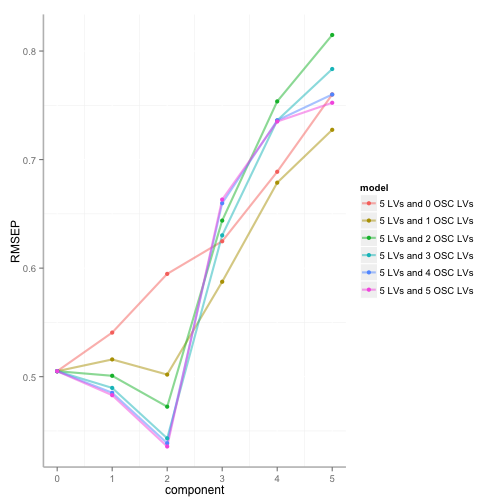 0.8
0.7
0.6
0.5
RMSEP
0 1 2 3 4 5
component
model
5 LVs and 0 OSC LVs
5 LVs and 1 OSC LVs
5 LVs and 2 OSC LVs
5 LVs and 3 OSC LVs
5 LVs and 4 OSC LVs
5 LVs and 5 OSC LVs